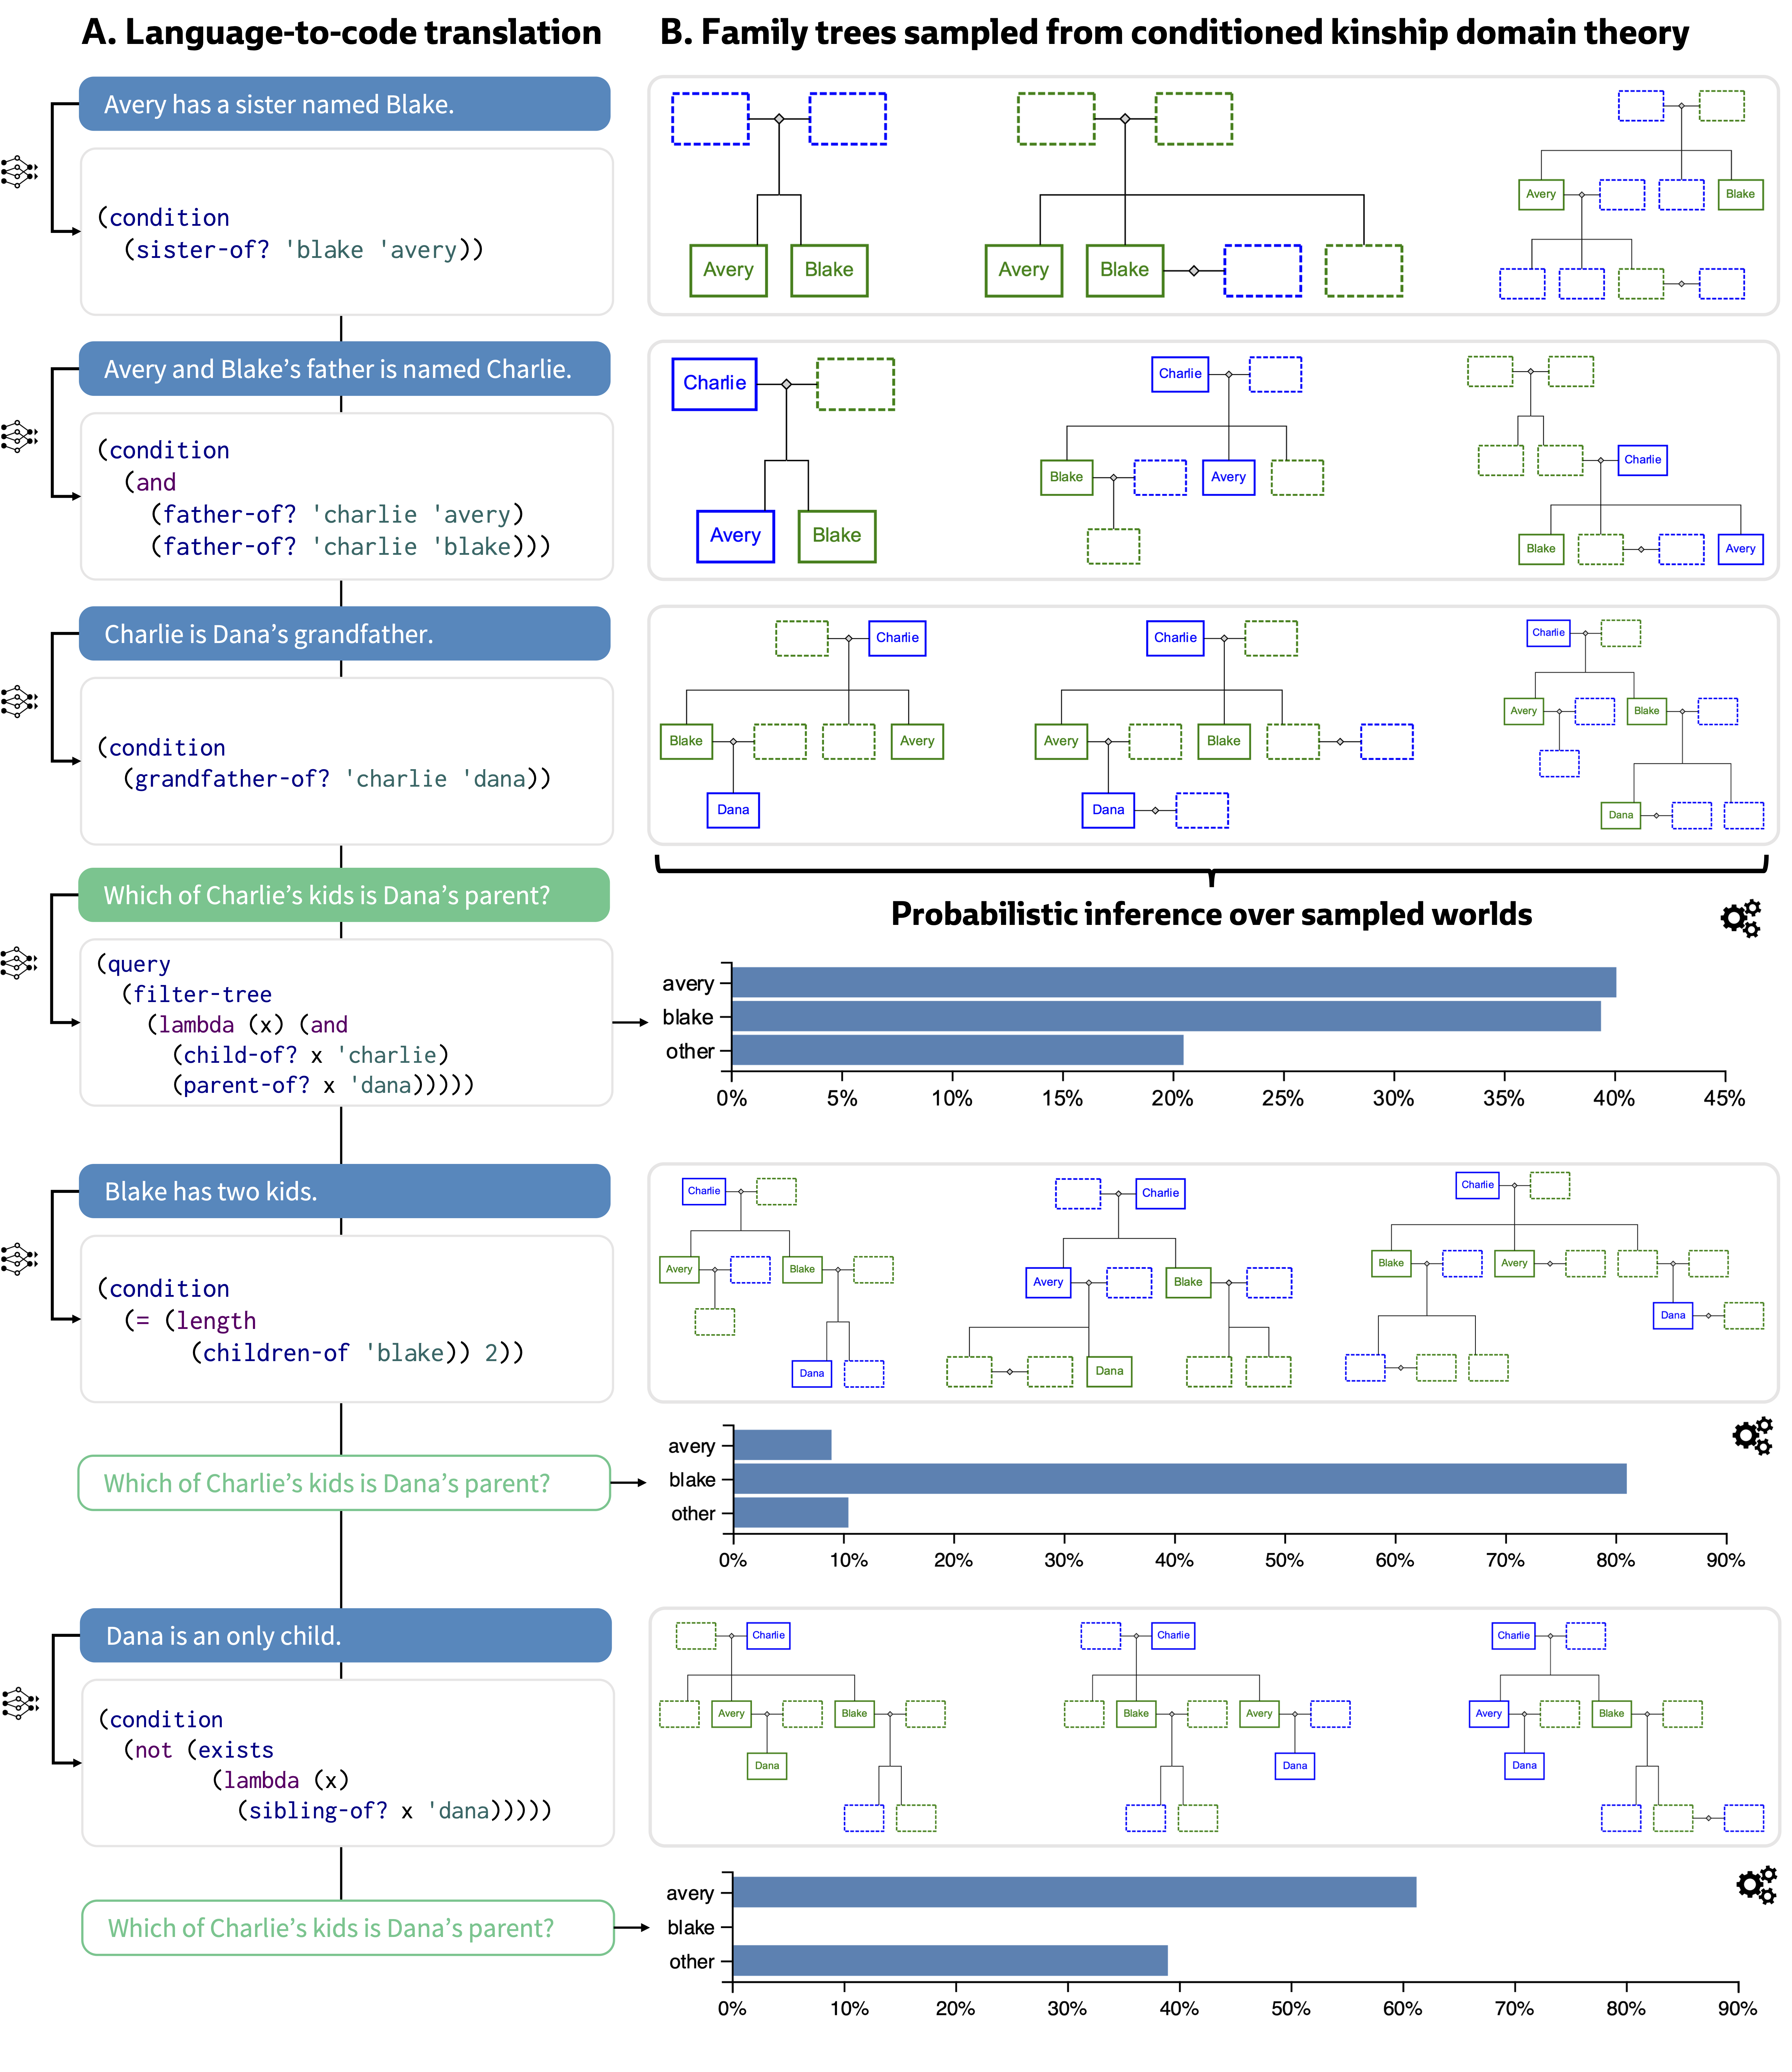 A. Language-to-code translation
B. Family trees sampled from conditioned kinship domain theory
Avery has a sister named Blake.
(condition
(sister-of? 'blake 'avery))
Avery Blake
Avery Blake
Avery Blake
Avery and Blake’s father is named Charlie.
(condition
(and
(father-of? 'charlie 'avery)
(father-of? 'charlie 'blake)))
Charlie
Avery Blake
Charlie
Blake Avery
Charlie
Blake Avery
Charlie is Dana’s grandfather.
(condition
(grandfather-of? 'charlie 'dana))
Charlie
Blake Avery
Dana
Charlie
Avery Blake
Dana
Charlie
Avery Blake
Dana
Which of Charlie’s kids is Dana’s parent?
(query
(filter-tree
(lambda (x) (and
(child-of? x 'charlie)
(parent-of? x 'dana)))))
Probabilistic inference over sampled worlds
avery
blake
other
0% 5% 10% 15% 20% 25% 30% 35% 40% 45%
Blake has two kids.
(condition
(= (length
(children-of 'blake)) 2))
Charlie
Avery Blake
Dana
Charlie
Avery Blake
Dana
Charlie
Blake Avery
Dana
Which of Charlie’s kids is Dana’s parent?
avery
blake
other
0% 10% 20% 30% 40% 50% 60% 70% 80% 90%
Dana is an only child.
(condition
(not (exists
(lambda (x)
(sibling-of? x 'dana)))))
Charlie
Avery Blake
Dana
Charlie
Blake Avery
Dana
Charlie
Avery Blake
Dana
Which of Charlie’s kids is Dana’s parent?
avery
blake
other
0% 10% 20% 30% 40% 50% 60% 70% 80% 90%